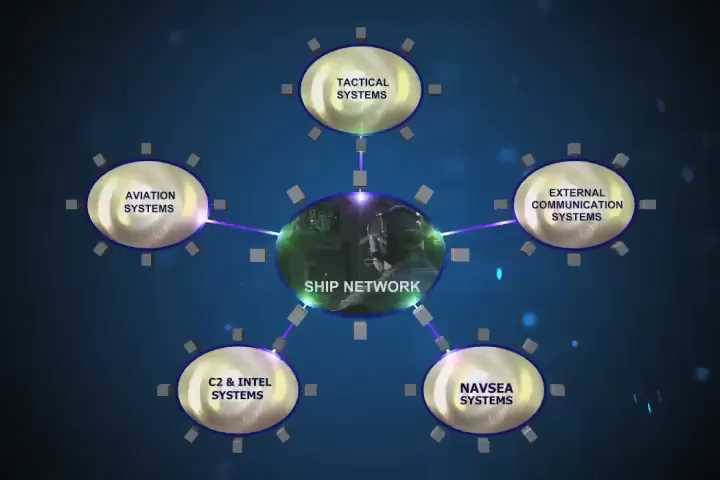 TACTICAL
SYSTEMS
AVIATION
SYSTEMS
EXTERNAL
COMMUNICATION
SYSTEMS
SHIP NETWORK
C2 & INTEL
SYSTEMS
NAVSEA
SYSTEMS